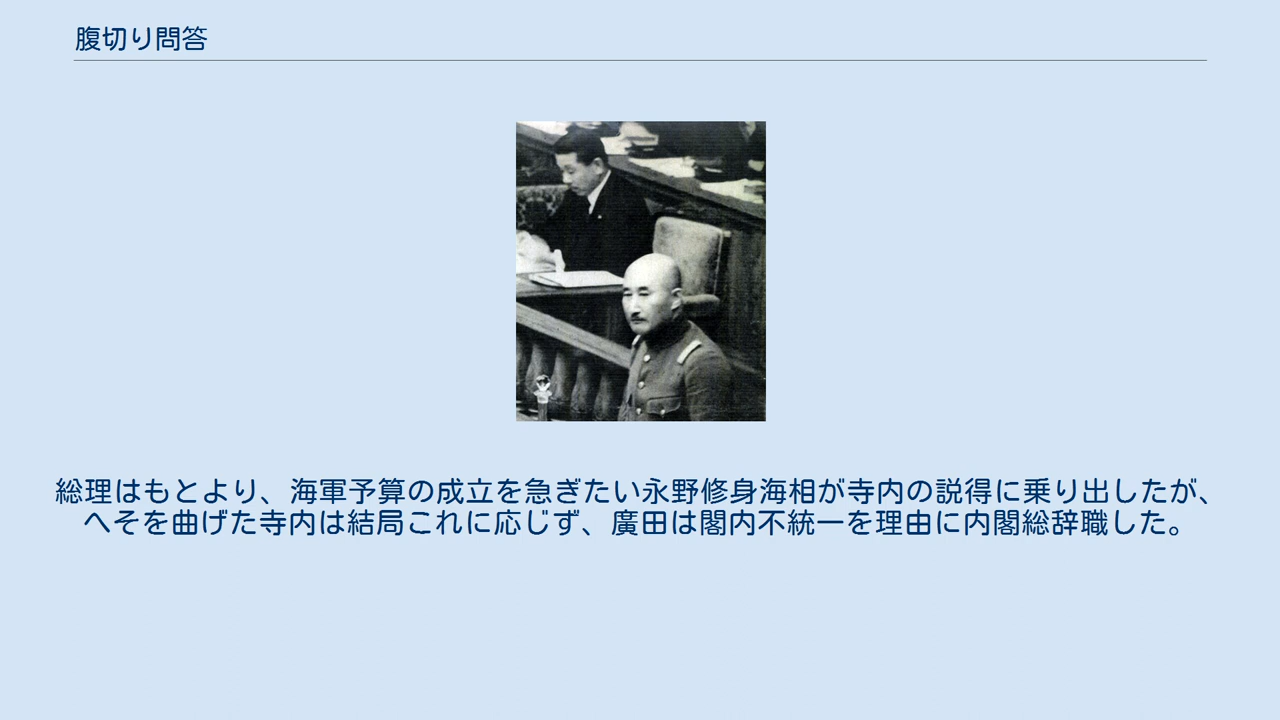 腹切り問答
総理はもとより、海軍予算の成立を急ぎたい永野修身海相が寺内の説得に乗り出したが、
へそを曲げた寺内は結局これに応じず、廣田は閣内不統一を理由に内閣総辞職した。